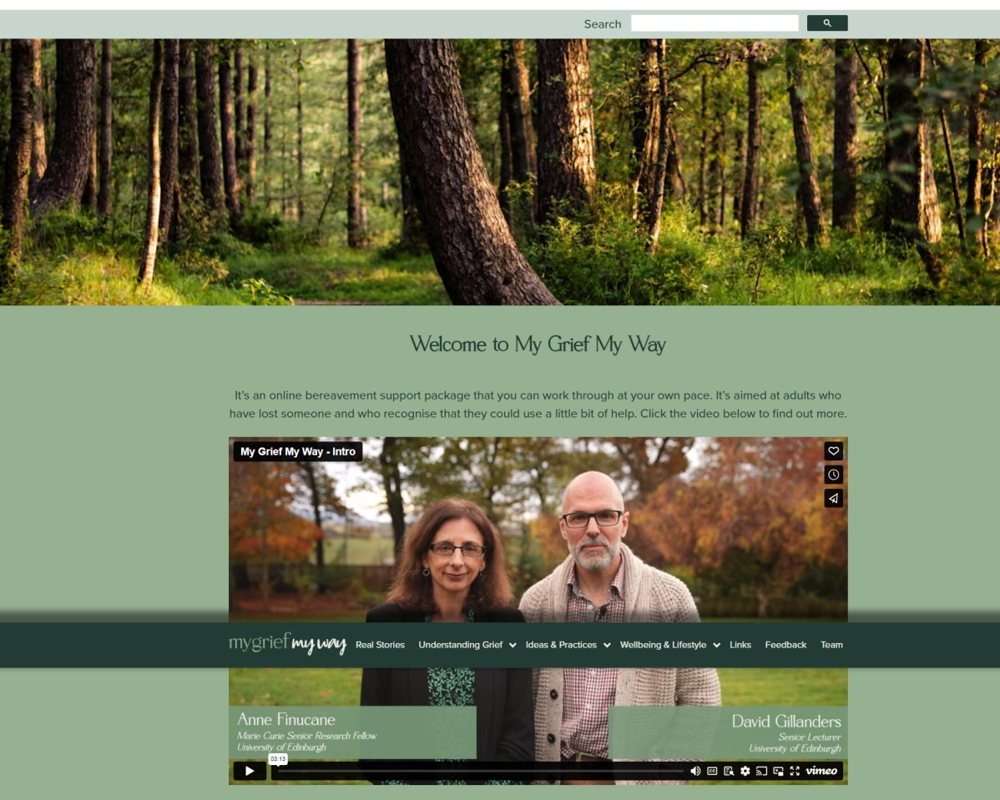 Search
Welcome to My Grief My Way
It's an online bereavement support package that you can work through at your own pace. It's aimed at adults who
have lost someone and who recognise that they could use a little bit of help. Click the video below to find out more.
My Grief My Way - Intro
mygrief my way Real Stories Understanding Grief Ideas & Practices Wellbeing & Lifestyle Links Feedback Team
Anne Finucane
Marie Curie Senior Research Fellow
University of Edinburgh
David Gillanders
Senior Lecturer
University of Edinburgh
03:13
CC
vimeo